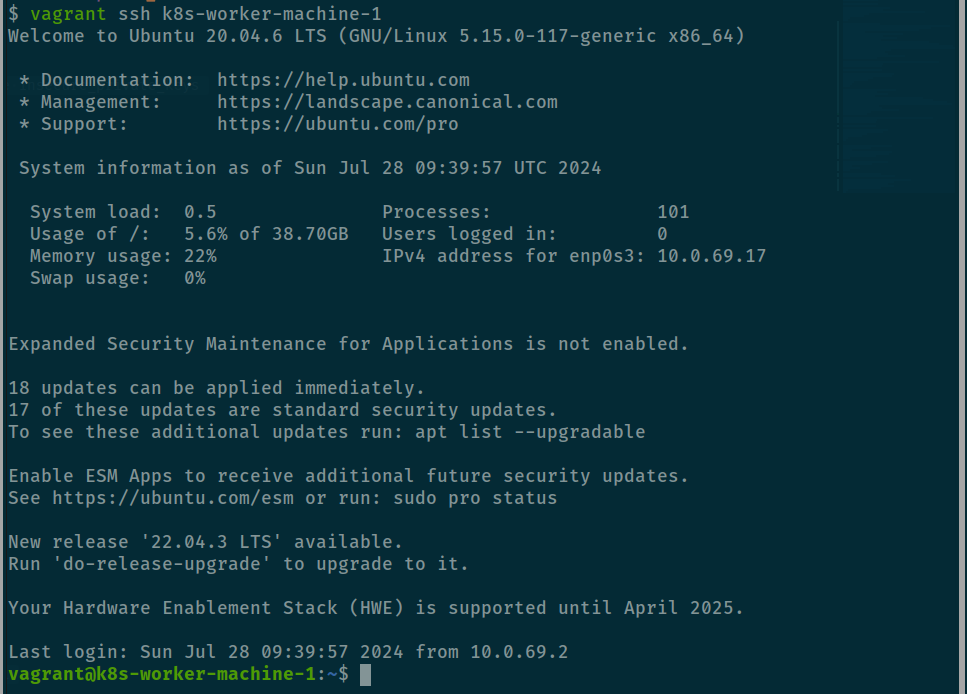 $ vagrant ssh k8s-worker-machine-1
Welcome to Ubuntu 20.04.6 LTS (GNU/Linux 5.15.0-117-generic x86_64)
* Documentation: https://help.ubuntu.com
* Management: https://landscape.canonical.com
* Support: https://ubuntu.com/pro
System information as of Sun Jul 28 09:39:57 UTC 2024
System load: 0.5 Processes: 101
Usage of /: 5.6% of 38.70GB Users logged in: 0
Memory usage: 22% IPv4 address for enp0s3: 10.0.69.17
Swap usage: 0%
Expanded Security Maintenance for Applications is not enabled.
18 updates can be applied immediately.
17 of these updates are standard security updates.
To see these additional updates run: apt list --upgradable
Enable ESM Apps to receive additional future security updates.
See https://ubuntu.com/esm or run: sudo pro status
New release '22.04.3 LTS' available.
Run 'do-release-upgrade' to upgrade to it.
Your Hardware Enablement Stack (HWE) is supported until April 2025.
Last login: Sun Jul 28 09:39:57 2024 from 10.0.69.2
vagrant@k8s-worker-machine-1:~$